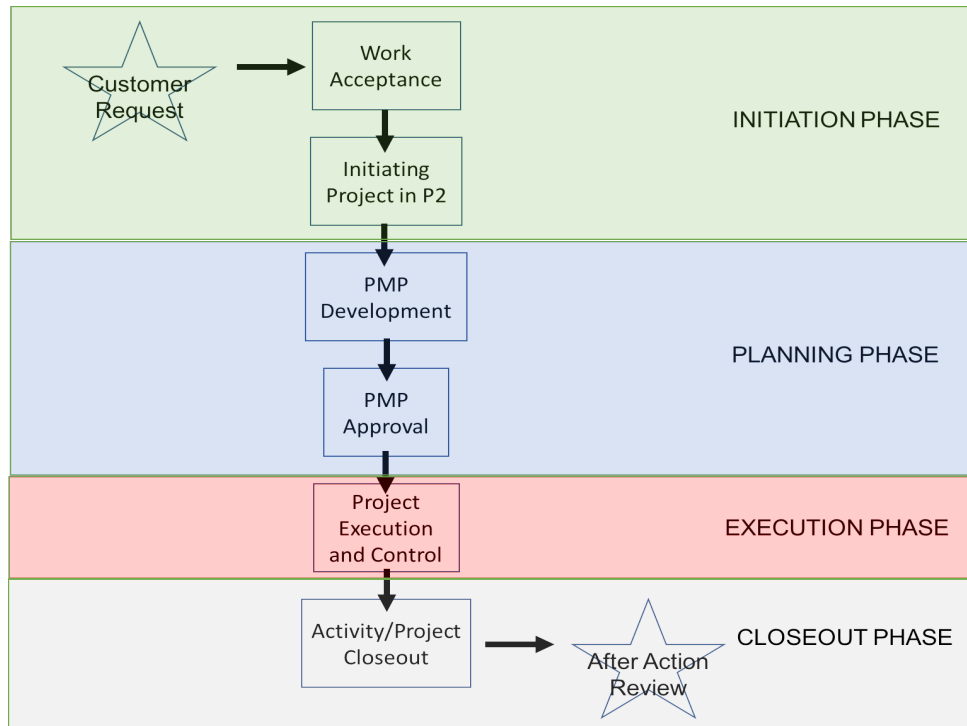 Customer
Request
Work
Acceptance
INITIATION PHASE
Initiating
Project in P2
PMP
Development
PLANNING PHASE
PMP
Approval
Project
Execution
and Control
EXECUTION PHASE
Activity/Project
Closeout
After Action
Review
CLOSEOUT PHASE